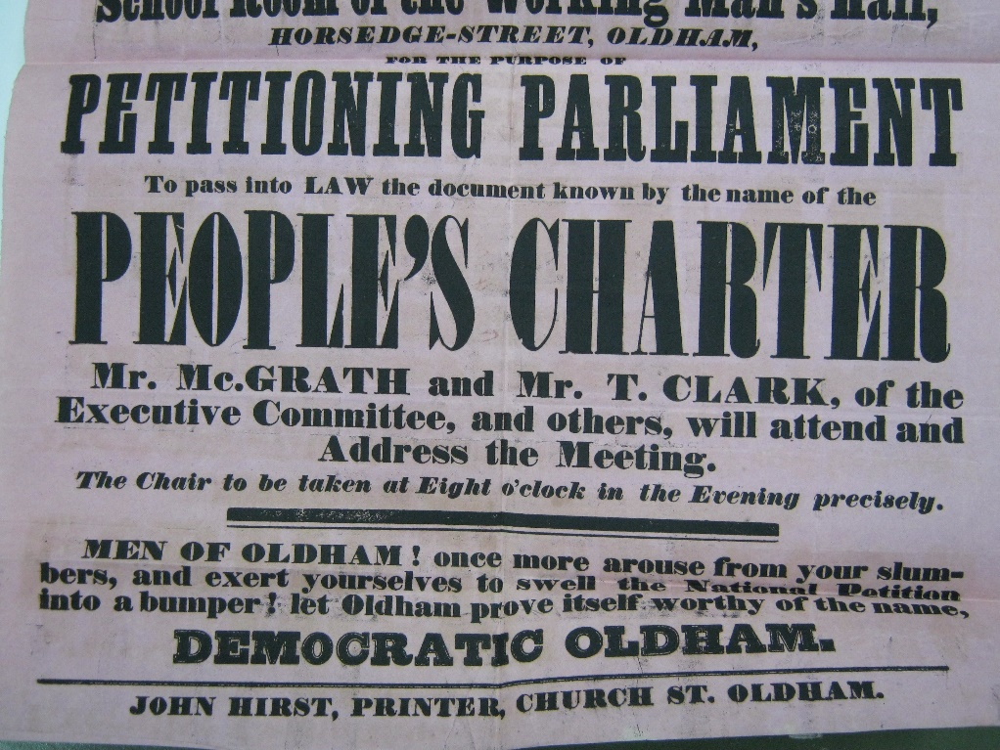 School Room of the Working Man's Hall,
HORSEDGE-STREET, OLDHAM,
FOR THE PURPOSE OF
PETITIONING PARLIAMENT
To pass into LAW the document known by the name of the
PEOPLE'S CHARTER
Mr. Mc.GRATH and Mr. T. CLARK, of the
Executive Committee, and others, will attend and
Address the Meeting.
The Chair to be taken at Eight o'clock in the Evening precisely.
MEN OF OLDHAM! once more arouse from your slum-
bers, and exert yourselves to swell the National Petition
into a bumper! let Oldham prove itself worthy of the name,
DEMOCRATIC OLDHAM.
JOHN HIRST, PRINTER, CHURCH ST. OLDHAM.